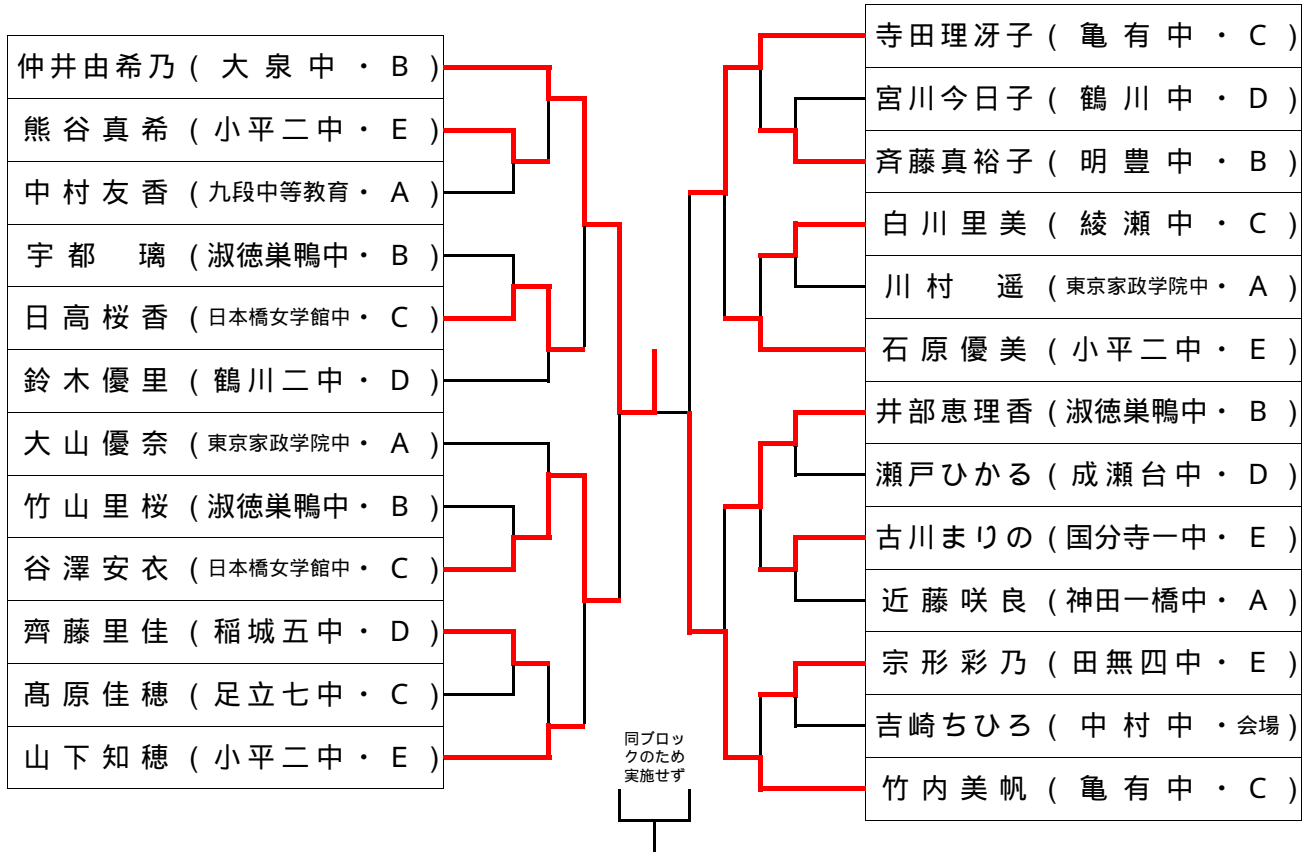 仲井由希乃 ( 大泉中・B )
熊谷真希 ( 小平二中・E )
中村友香 ( 九段中等教育・A )
宇都 璃 ( 淑徳巣鴨中・B )
日高桜香 ( 日本橋女学館中・C )
鈴木優里 ( 鶴川二中・D )
大山優奈 ( 東京家政学院中・A )
竹山里桜 ( 淑徳巣鴨中・B )
谷澤安衣 ( 日本橋女学館中・C )
齊藤里佳 ( 稲城五中・D )
髙原佳穂 ( 足立七中・C )
山下知穂 ( 小平二中・E )
同ブロッ
クのため
実施せず
寺田理冴子 ( 亀有中・C )
宮川今日子 ( 鶴川中・D )
斉藤真裕子 ( 明豊中・B )
白川里美 ( 綾瀬中・C )
川村 遥 ( 東京家政学院中・A )
石原優美 ( 小平二中・E )
井部恵理香 ( 淑徳巣鴨中・B )
瀬戸ひかる ( 成瀬台中・D )
古川まりの ( 国分寺一中・E )
近藤咲良 ( 神田一橋中・A )
宗形彩乃 ( 田無四中・E )
吉崎ちひろ ( 中村中・会場 )
竹内美帆 ( 亀有中・C )